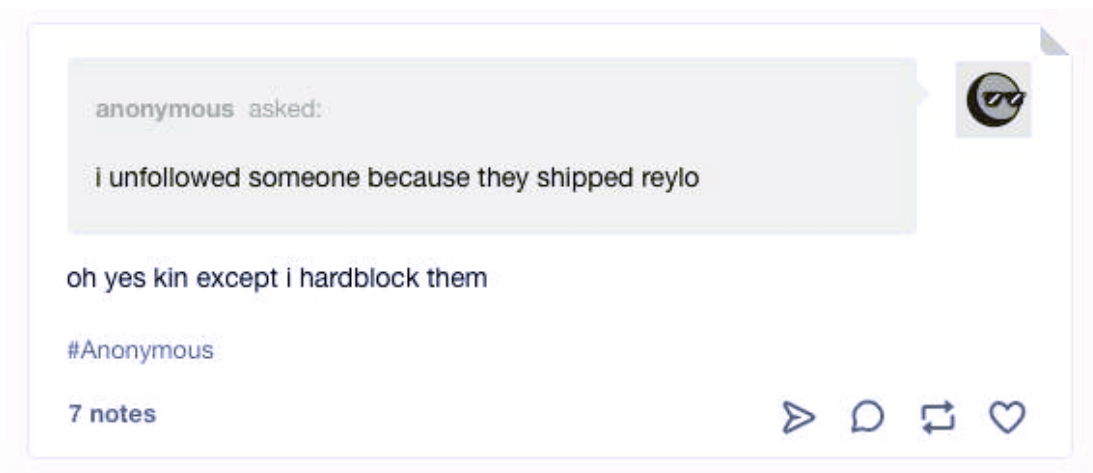 anonymous asked:
i unfollowed someone because they shipped reylo
oh yes kin except i hardblock them
#Anonymous
7 notes